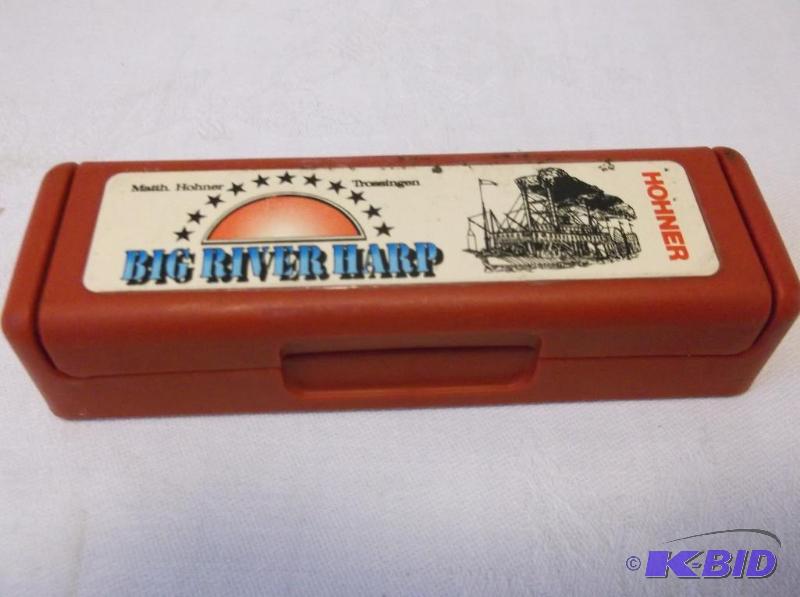 Matth. Hohner Trossingen
BIG RIVER HARP
HOHNER
© K-BID